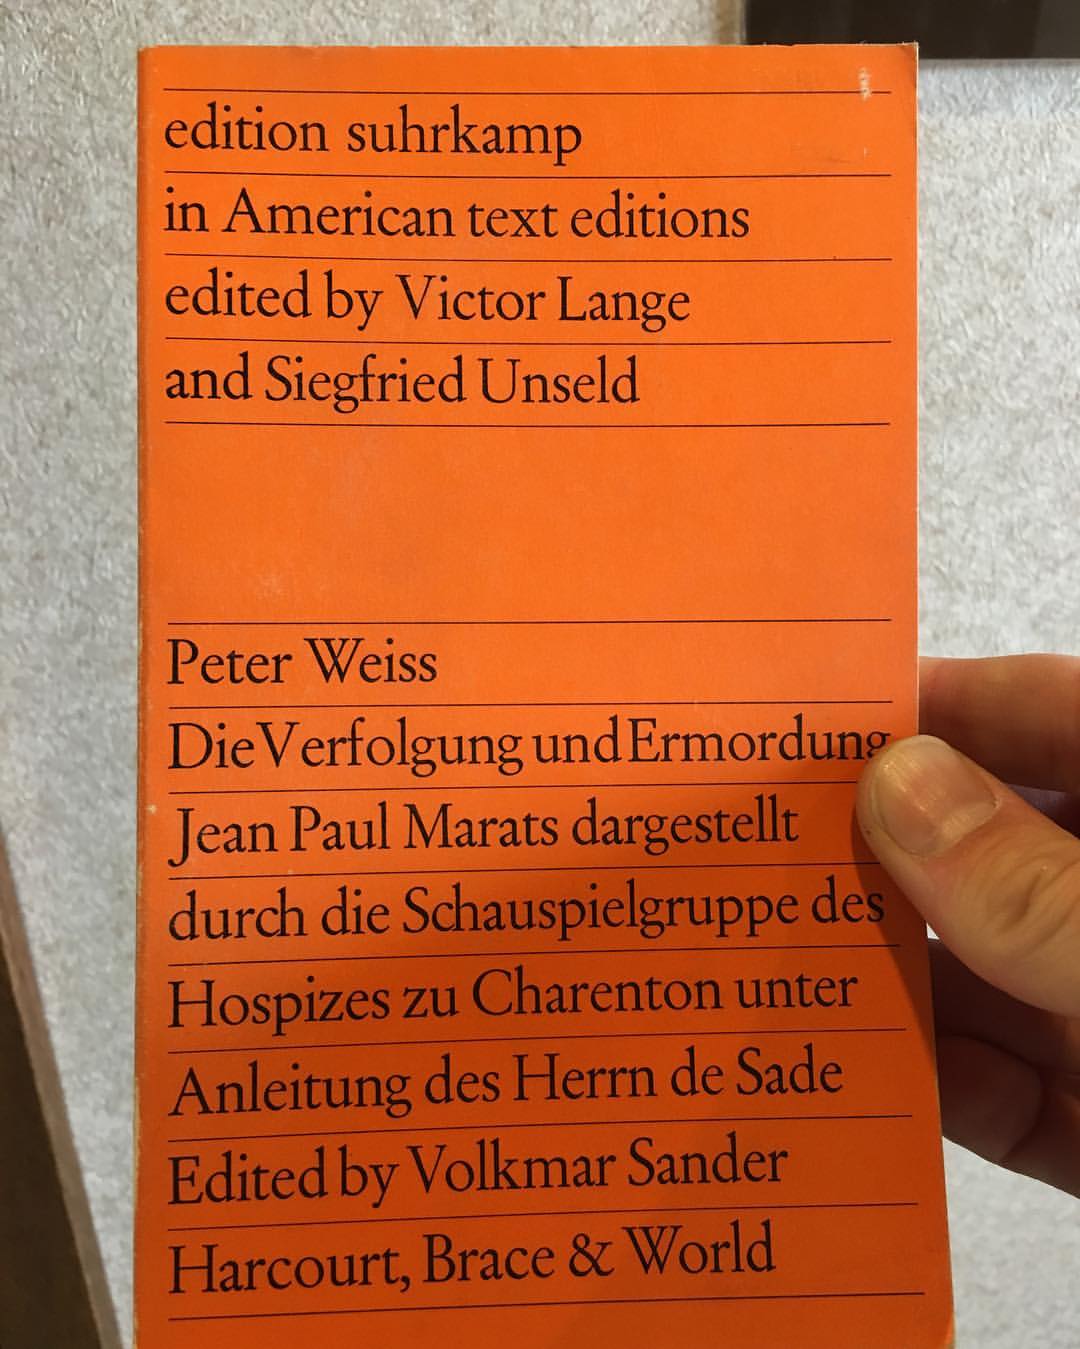 edition suhrkamp
in American text editions
edited by Victor Lange
and Siegfried Unseld
Peter Weiss
Die Verfolgung und Ermordung
Jean Paul Marats dargestellt
durch die Schauspielgruppe des
Hospizes zu Charenton unter
Anleitung des Herrn de Sade
Edited by Volkmar Sander
Harcourt, Brace & World